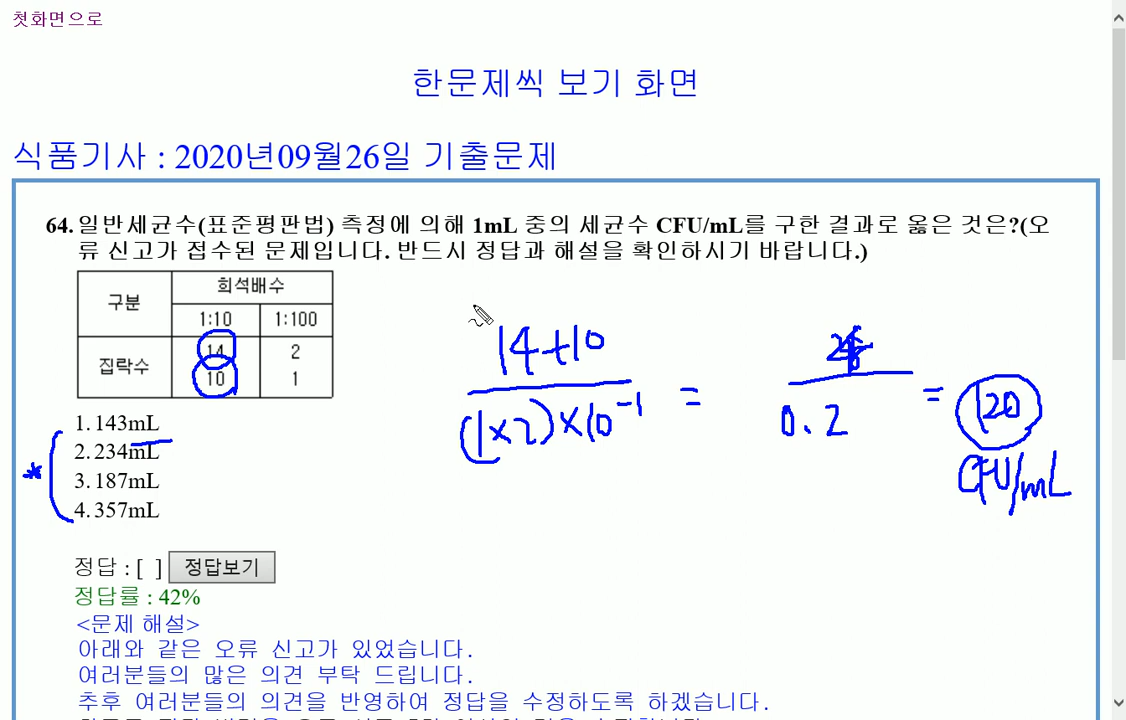 첫화면으로
한문제씩 보기 화면
식품기사 : 2020년09월26일 기출문제
64. 일반세균수(표준평판법) 측정에 의해 1mL 중의 세균수 CFU/mL를 구한 결과로 옳은 것은?(오
류 신고가 접수된 문제입니다. 반드시 정답과 해설을 확인하시기 바랍니다.)
구분 희석배수
1:10 1:100
집락수 14 2
10 1
14+10
(1×2)×10⁻¹
=
0.2
= 120
CFU/mL
1. 143mL
2. 234mL
3. 187mL
4. 357mL
정답 : [ ] 정답보기
정답률 : 42%
<문제 해설>
아래와 같은 오류 신고가 있었습니다.
여러분들의 많은 의견 부탁 드립니다.
추후 여러분들의 의견을 반영하여 정답을 수정하도록 하겠습니다.